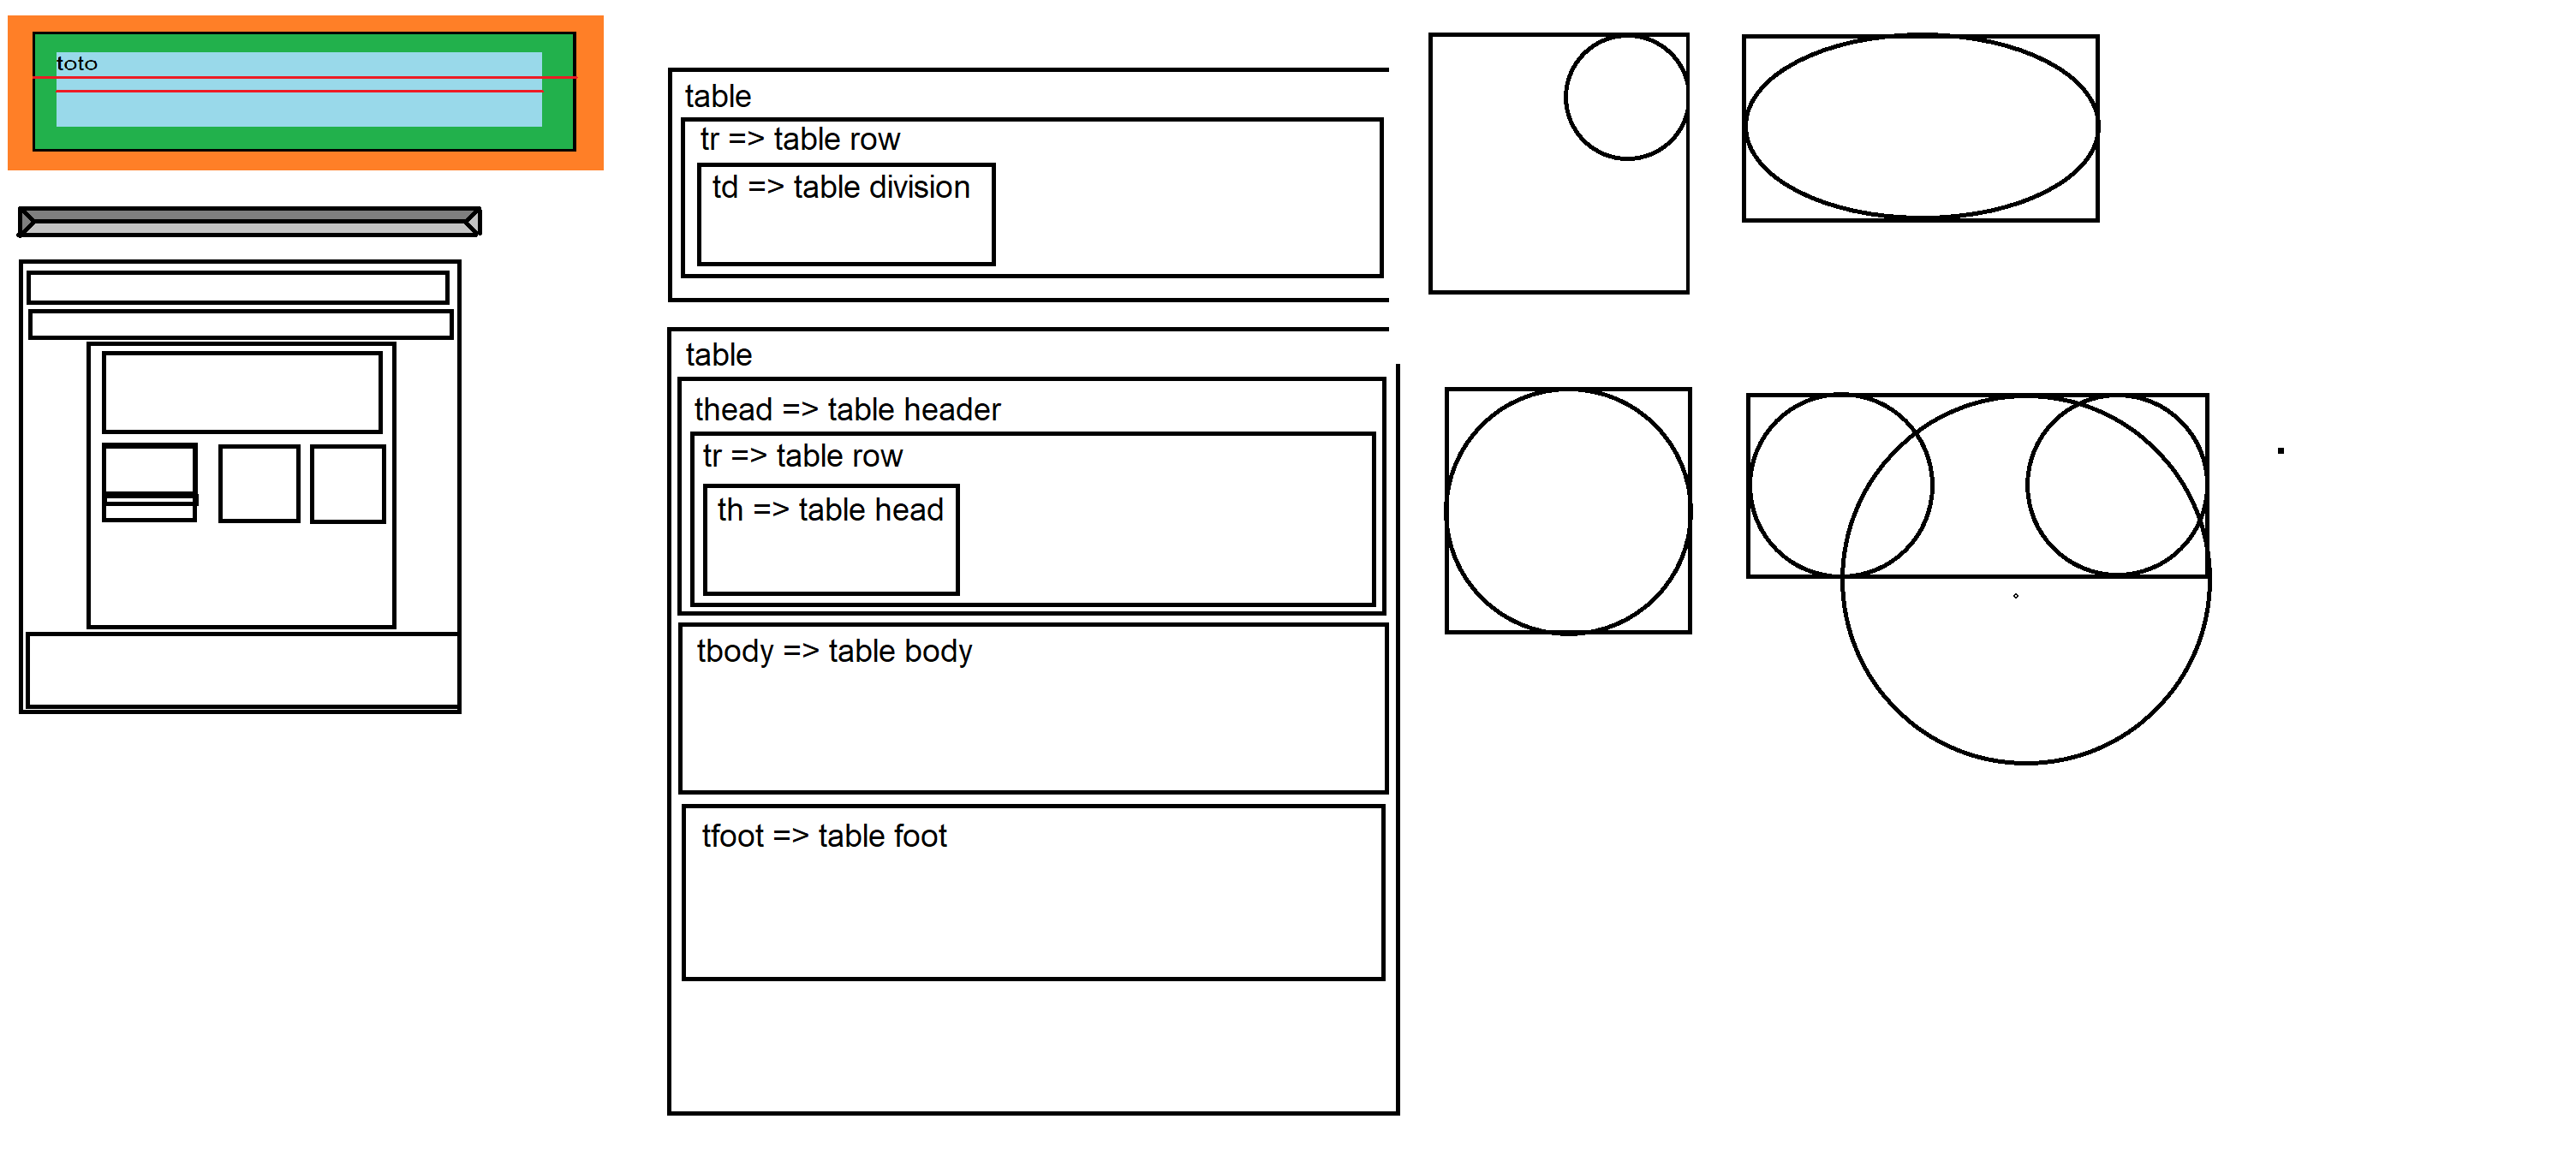 toto
table
tr => table row
td => table division
table
thead => table header
tr => table row
th => table head
tbody => table body
tfoot => table foot